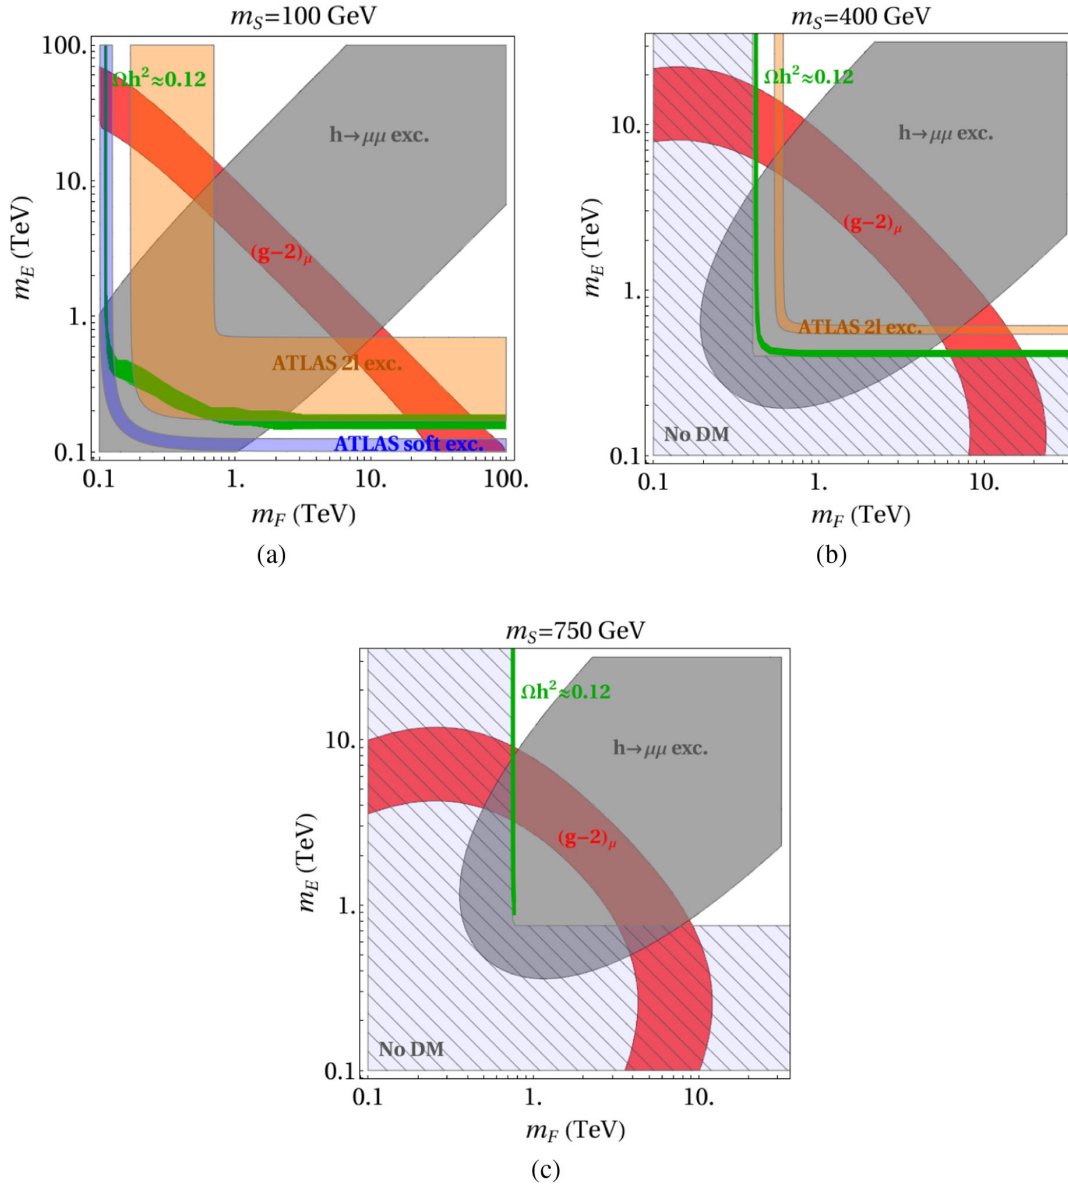 m_S=100 GeV
100.
10.
1.
0.1
m_E (TeV)
Ωh²≈0.12
h→μμ exc.
(g−2)_μ
ATLAS 2l exc.
ATLAS soft exc.
0.1
1.
10.
100.
m_F (TeV)
(a)
m_S=400 GeV
10.
1.
0.1
m_E (TeV)
Ωh²≈0.12
h→μμ exc.
(g−2)_μ
ATLAS 2l exc.
No DM
0.1
1.
10.
m_F (TeV)
(b)
m_S=750 GeV
10.
1.
0.1
m_E (TeV)
Ωh²≈0.12
h→μμ exc.
(g−2)_μ
No DM
0.1
1.
10.
m_F (TeV)
(c)